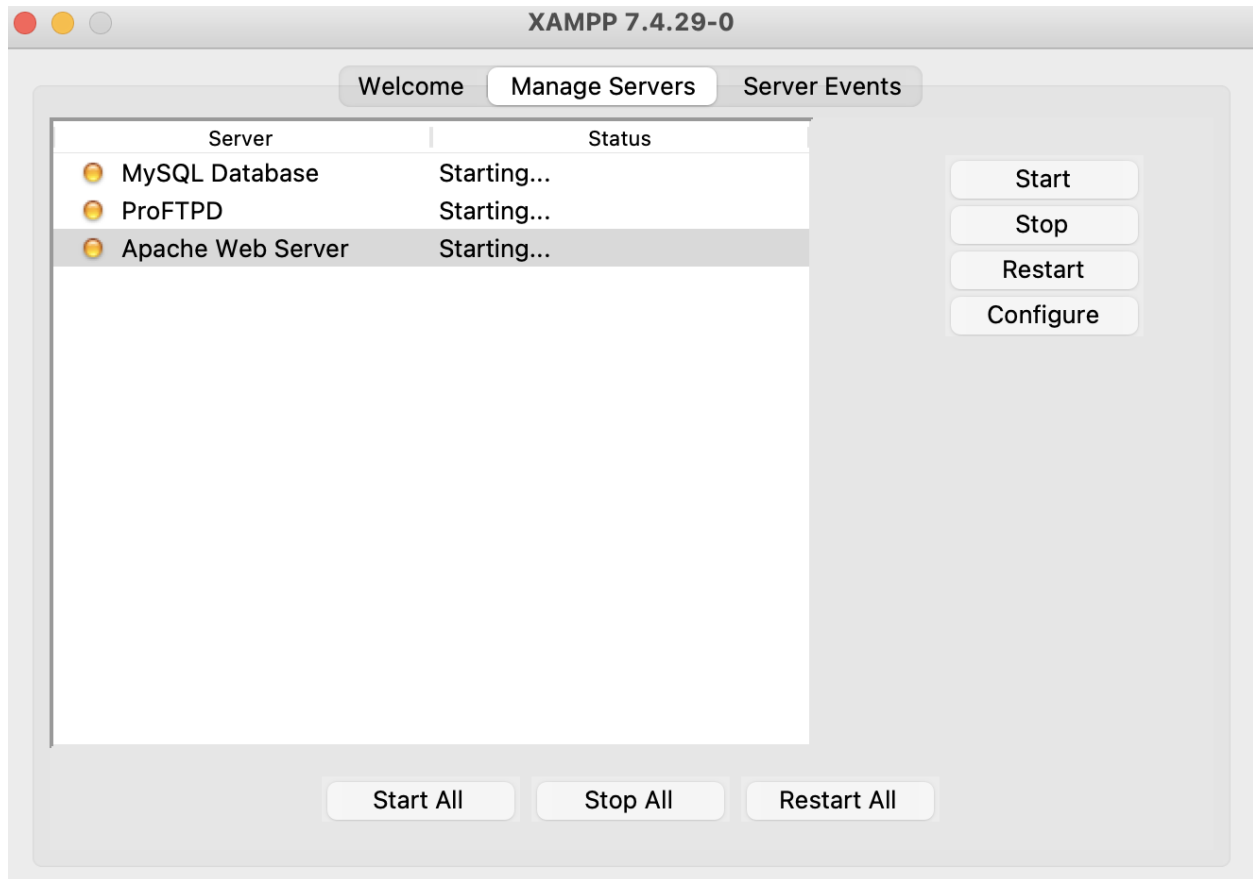 XAMPP 7.4.29-0
Welcome Manage Servers Server Events
Server Status
MySQL Database Starting...
ProFTPD Starting...
Apache Web Server Starting...
Start
Stop
Restart
Configure
Start All Stop All Restart All